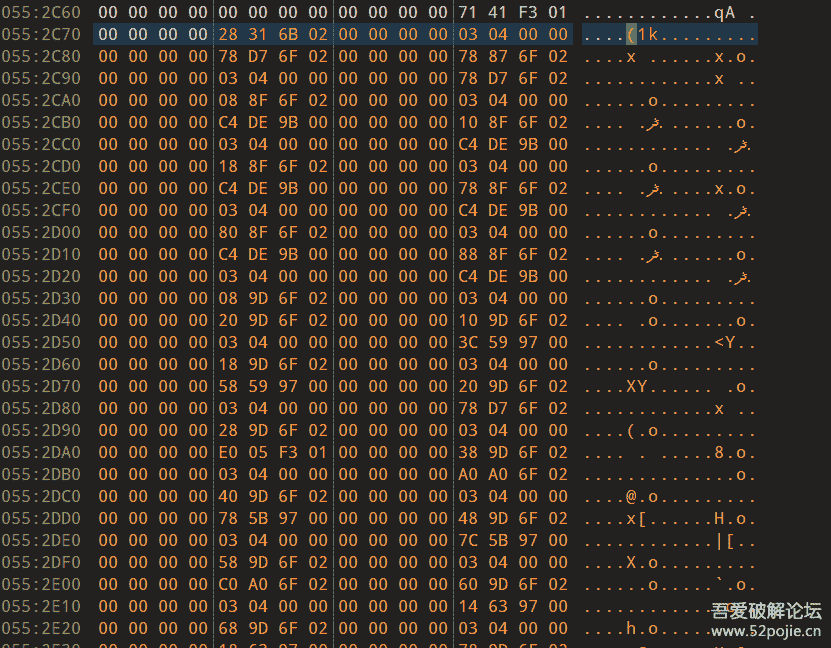 055:2C60 00 00 00 00 00 00 00 00 00 00 00 00 71 41 F3 01 ............qA .
055:2C70 00 00 00 00 28 31 6B 02 00 00 00 00 03 04 00 00 ....(1k.........
055:2C80 00 00 00 00 78 D7 6F 02 00 00 00 00 78 87 6F 02 ....x ......x.o.
055:2C90 00 00 00 00 03 04 00 00 00 00 00 00 78 D7 6F 02 ............x ..
055:2CA0 00 00 00 00 08 8F 6F 02 00 00 00 00 03 04 00 00 ......o.........
055:2CB0 00 00 00 00 C4 DE 9B 00 00 00 00 00 10 8F 6F 02 .... .ڿ.......o.
055:2CC0 00 00 00 00 03 04 00 00 00 00 00 00 C4 DE 9B 00 ............ .ڿ.
055:2CD0 00 00 00 00 18 8F 6F 02 00 00 00 00 03 04 00 00 ......o.........
055:2CE0 00 00 00 00 C4 DE 9B 00 00 00 00 00 78 8F 6F 02 .... .ڿ.....x.o.
055:2CF0 00 00 00 00 03 04 00 00 00 00 00 00 C4 DE 9B 00 ............ .ڿ.
055:2D00 00 00 00 00 80 8F 6F 02 00 00 00 00 03 04 00 00 ......o.........
055:2D10 00 00 00 00 C4 DE 9B 00 00 00 00 00 88 8F 6F 02 .... .ڿ.......o.
055:2D20 00 00 00 00 03 04 00 00 00 00 00 00 C4 DE 9B 00 ............ .ڿ.
055:2D30 00 00 00 00 08 9D 6F 02 00 00 00 00 03 04 00 00 ......o.........
055:2D40 00 00 00 00 20 9D 6F 02 00 00 00 00 10 9D 6F 02 .... .o.......o.
055:2D50 00 00 00 00 03 04 00 00 00 00 00 00 3C 59 97 00 ............<Y..
055:2D60 00 00 00 00 18 9D 6F 02 00 00 00 00 03 04 00 00 ......o.........
055:2D70 00 00 00 00 58 59 97 00 00 00 00 00 20 9D 6F 02 ....XY...... .o.
055:2D80 00 00 00 00 03 04 00 00 00 00 00 00 78 D7 6F 02 ............x ..
055:2D90 00 00 00 00 28 9D 6F 02 00 00 00 00 03 04 00 00 ....(.o.........
055:2DA0 00 00 00 00 E0 05 F3 01 00 00 00 00 38 9D 6F 02 .... . .....8.o.
055:2DB0 00 00 00 00 03 04 00 00 00 00 00 00 A0 A0 6F 02 ..............o.
055:2DC0 00 00 00 00 40 9D 6F 02 00 00 00 00 03 04 00 00 ....@.o.........
055:2DD0 00 00 00 00 78 5B 97 00 00 00 00 00 48 9D 6F 02 ....x[......H.o.
055:2DE0 00 00 00 00 03 04 00 00 00 00 00 00 7C 5B 97 00 ............|[..
055:2DF0 00 00 00 00 58 9D 6F 02 00 00 00 00 03 04 00 00 ....X.o.........
055:2E00 00 00 00 00 C0 A0 6F 02 00 00 00 00 60 9D 6F 02 ......o.....`.o.
055:2E10 00 00 00 00 03 04 00 00 00 00 00 00 14 63 97 00
055:2E20 00 00 00 00 68 9D 6F 02 00 00 00 00 03 04 00 00 ....h.o.
吾爱破解论坛
www.52pojie.cn